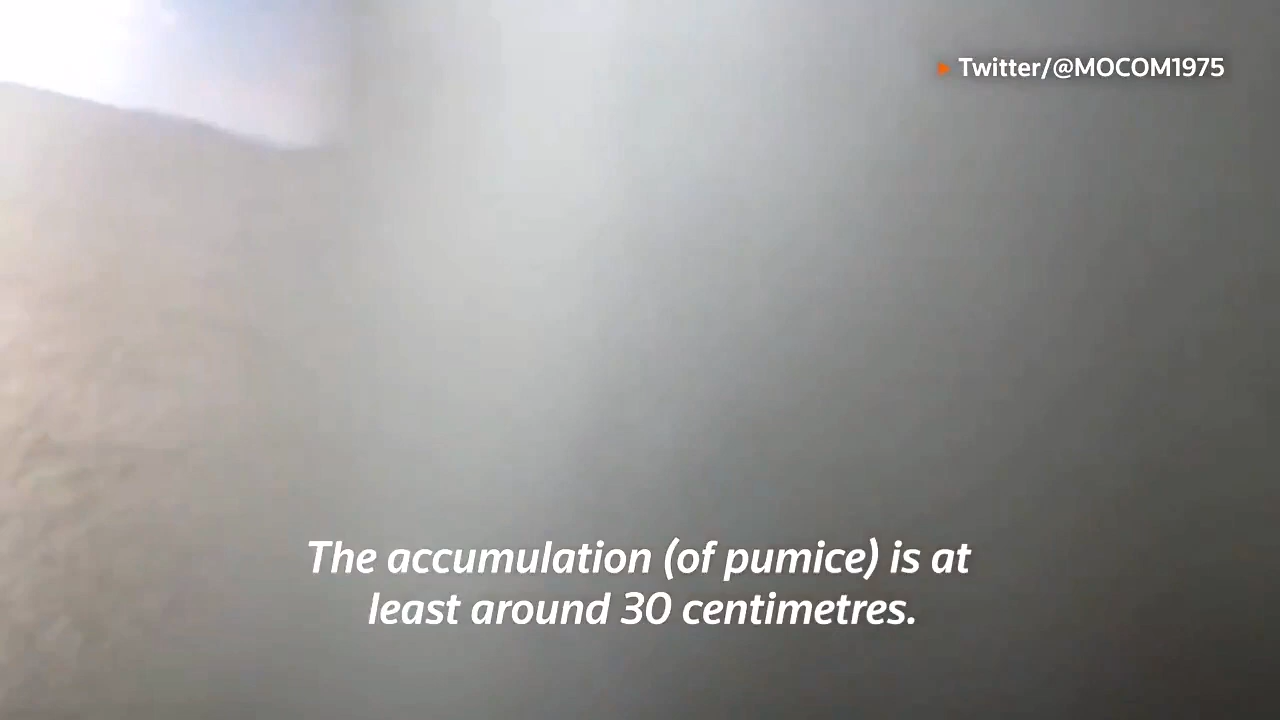 Twitter/@MOCOM1975
The accumulation (of pumice) is at
least around 30 centimetres.